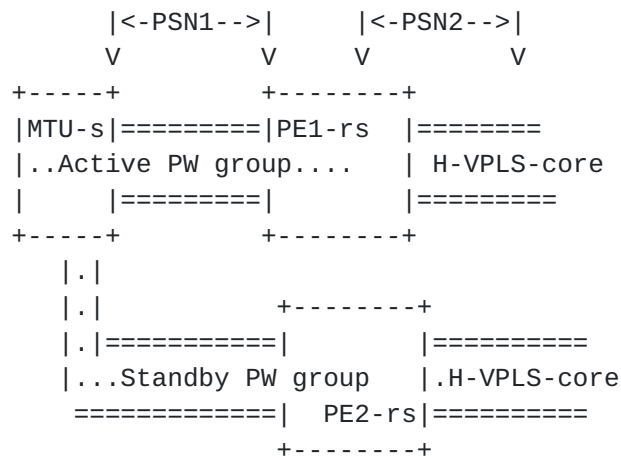 |<-PSN1-->|     |<-PSN2-->|
V         V     V         V
+-----+         +--------+
|MTU-s|=========|PE1-rs  |========
|..Active PW group....   | H-VPLS-core
|     |=========|        |=========
+-----+         +--------+
|.|
|.|           +--------+
|.|===========|        |==========
|...Standby PW group   |.H-VPLS-core
=============|  PE2-rs|==========
+--------+